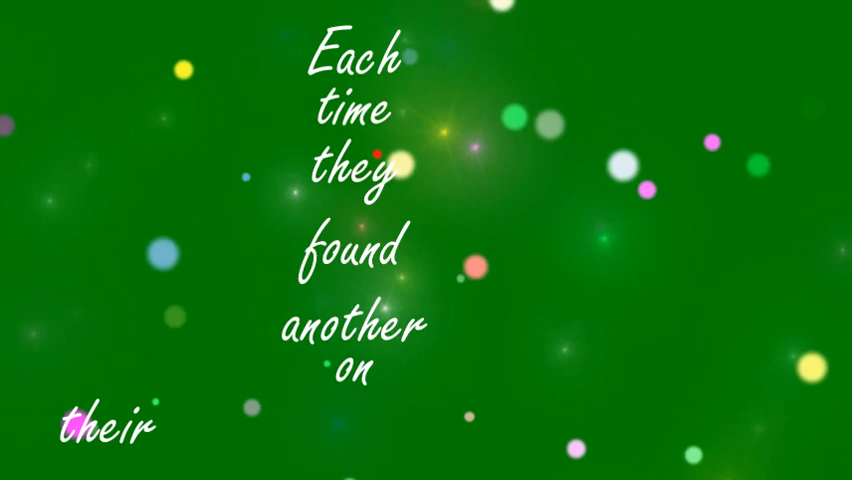 Each
time
they
found
another
on
their